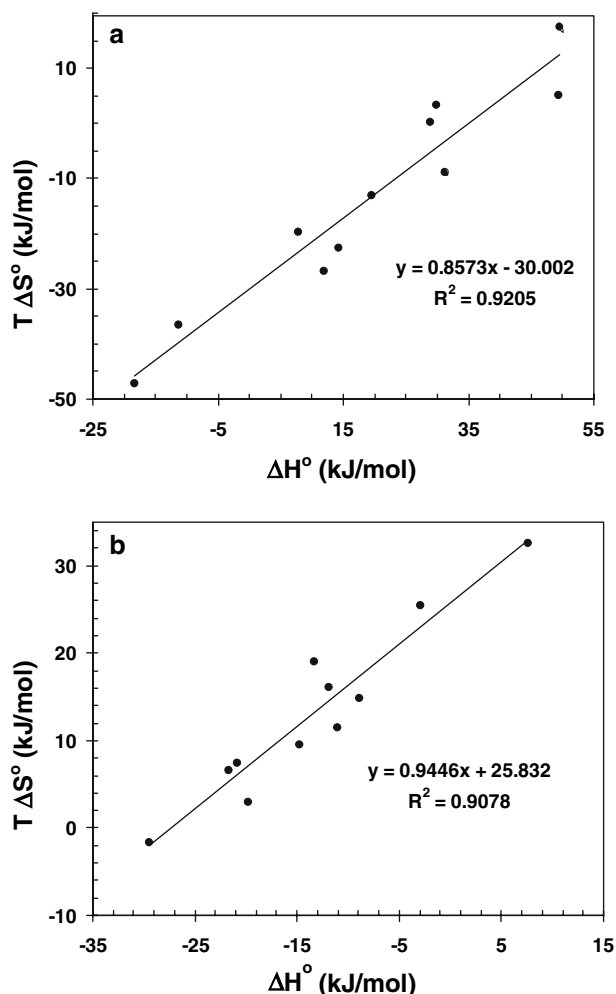 a
10
-10
-30
-50
T ΔS° (kJ/mol)
y = 0.8573x - 30.002
R² = 0.9205
-25 -5 15 35 55
ΔH° (kJ/mol)
b
30
20
10
0
-10
T ΔS° (kJ/mol)
y = 0.9446x + 25.832
R² = 0.9078
-35 -25 -15 -5 5 15
ΔH° (kJ/mol)